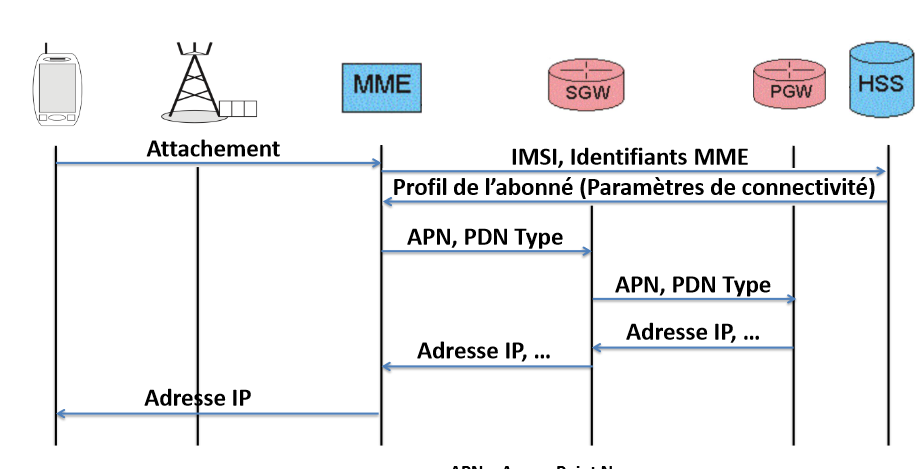 MME
SGW
PGW
HSS
Attachement
IMSI, Identifiants MME
Profil de l'abonné (Paramètres de connectivité)
APN, PDN Type
APN, PDN Type
Adresse IP, ...
Adresse IP, ...
Adresse IP